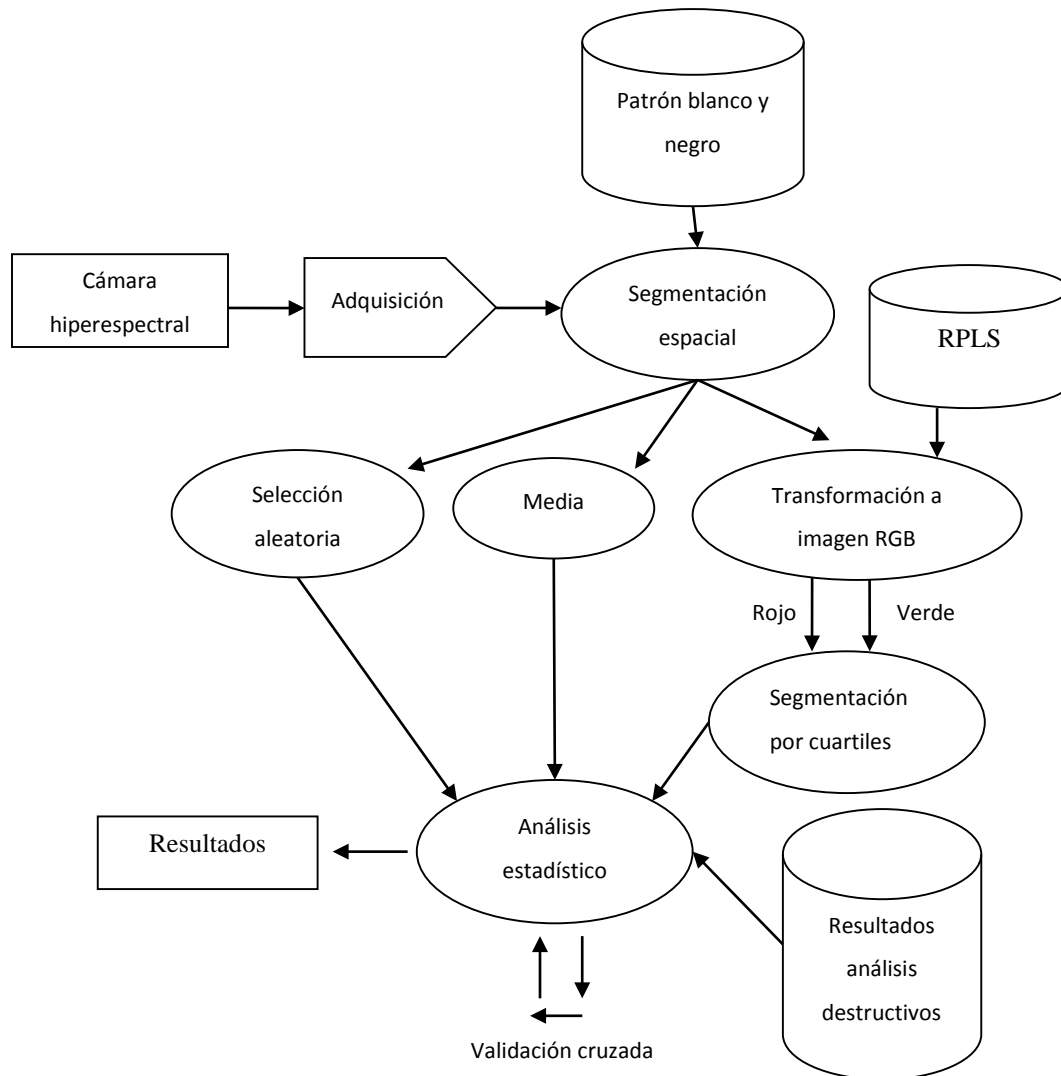 Patrón blanco y
negro
Cámara
hiperespectral
Adquisición
Segmentación
espacial
RPLS
Selección
aleatoria
Media
Transformación a
imagen RGB
Rojo
Verde
Segmentación
por cuartiles
Resultados
Análisis
estadístico
Resultados
análisis
destructivos
Validación cruzada